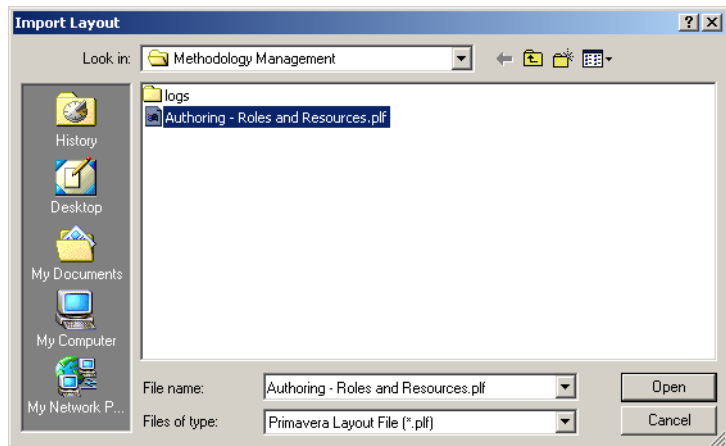 Import Layout
Look in: Methodology Management
logs
Authoring - Roles and Resources.plf
History
Desktop
My Documents
My Computer
My Network P...
File name: Authoring - Roles and Resources.plf Open
Files of type: Primavera Layout File (*.plf) Cancel